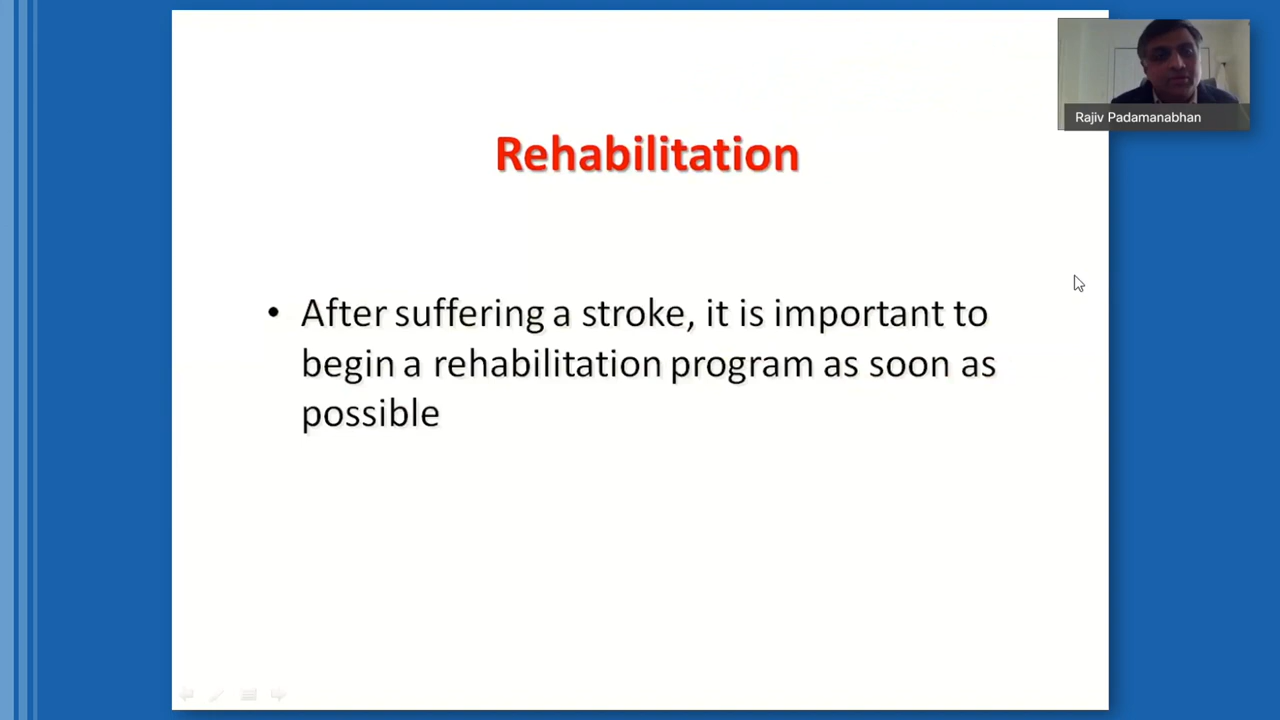 Rajiv Padamanabhan
Rehabilitation
• After suffering a stroke, it is important to
begin a rehabilitation program as soon as
possible